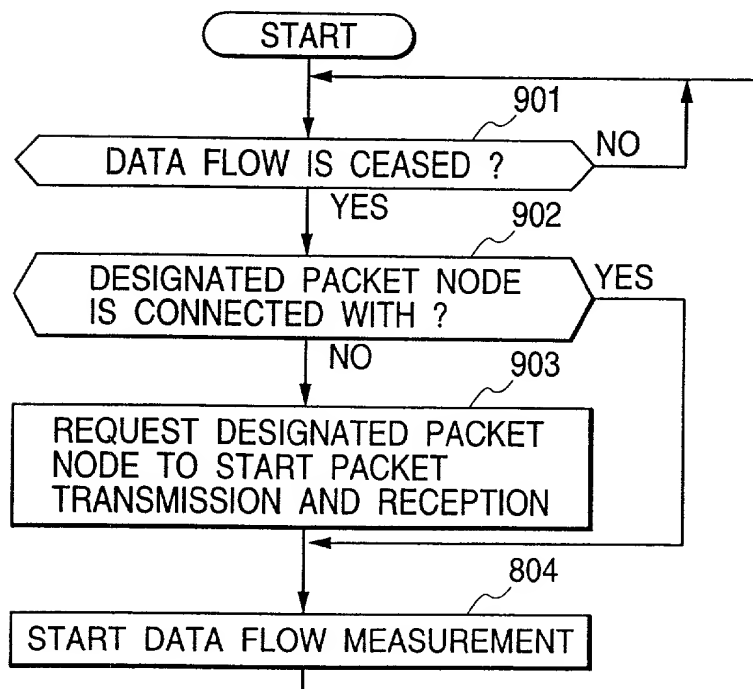 START
901
DATA FLOW IS CEASED ?
NO
YES
902
DESIGNATED PACKET NODE
IS CONNECTED WITH ?
YES
NO
903
REQUEST DESIGNATED PACKET
NODE TO START PACKET
TRANSMISSION AND RECEPTION
804
START DATA FLOW MEASUREMENT